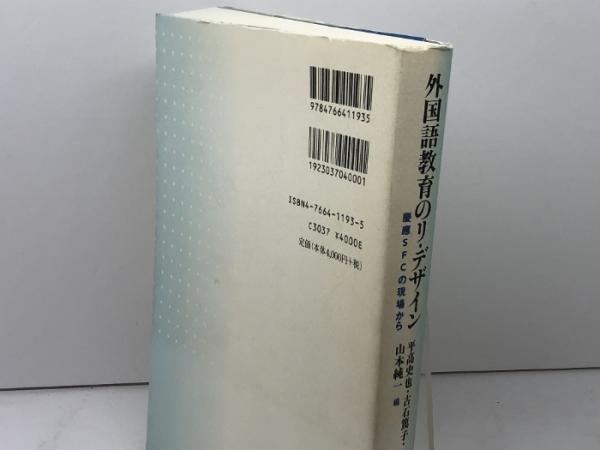 9784766411935
1923037040001
ISBN4-7664-1193-5
C3037 ¥4000E
定価(本体4,000円+税)
外国語教育のリ・デザイン
慶應SFCの現場から
平高史也・古石篤子・
山本純一 編